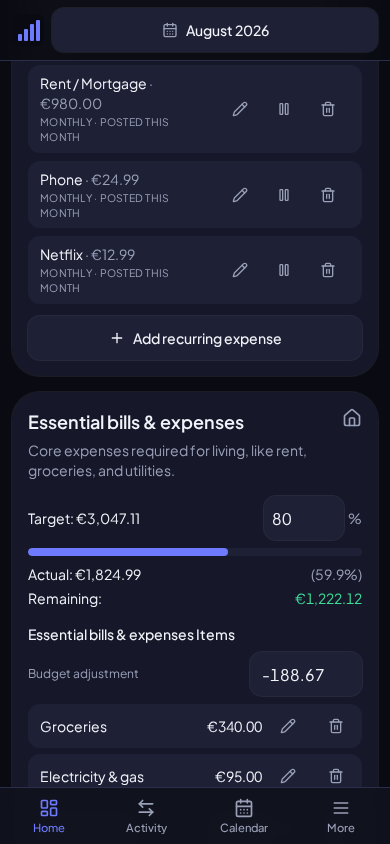 August 2026
Rent / Mortgage ·
€980.00
MONTHLY · POSTED THIS
MONTH
Phone · €24.99
MONTHLY · POSTED THIS
MONTH
Netflix · €12.99
MONTHLY · POSTED THIS
MONTH
+ Add recurring expense
Essential bills & expenses
Core expenses required for living, like rent,
groceries, and utilities.
Target: €3,047.11 80 %
Actual: €1,824.99 (59.9%)
Remaining: €1,222.12
Essential bills & expenses Items
Budget adjustment -188.67
Groceries €340.00
Electricity & gas €95.00
Home Activity Calendar More